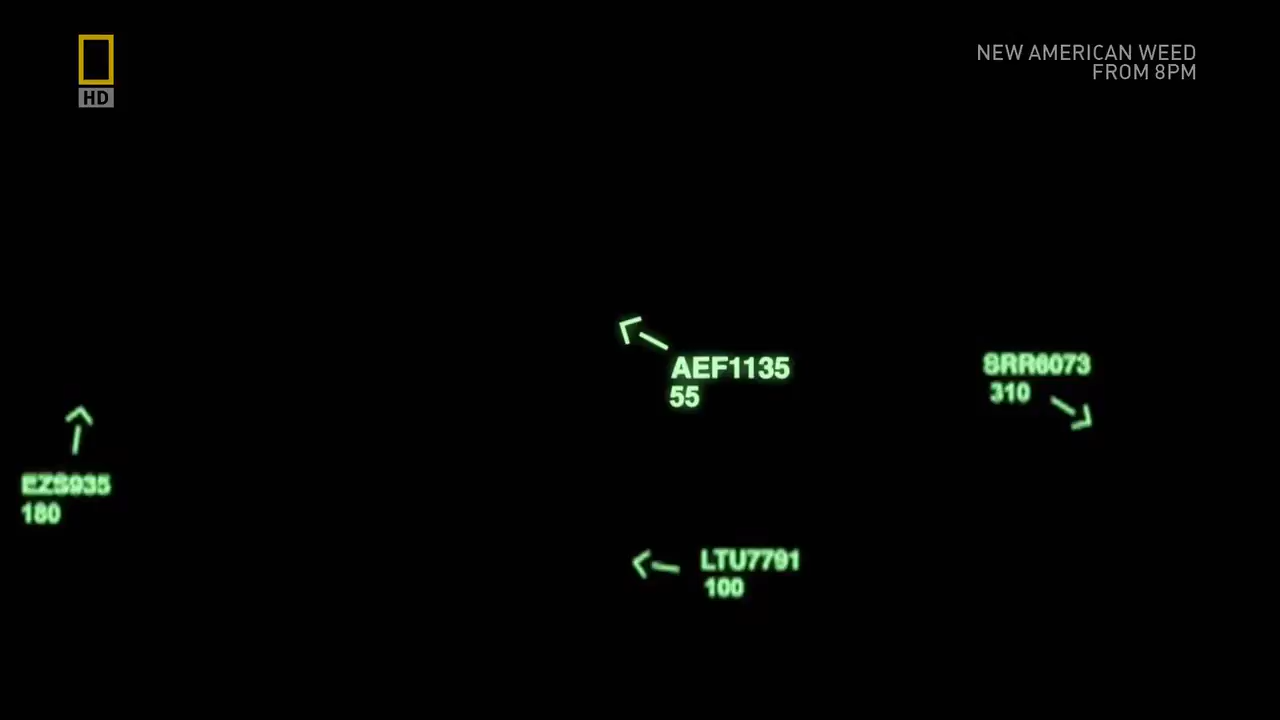 HD
NEW AMERICAN WEED
FROM 8PM
AEF1135
55
SRR6073
310
EZS935
180
LTU7791
100